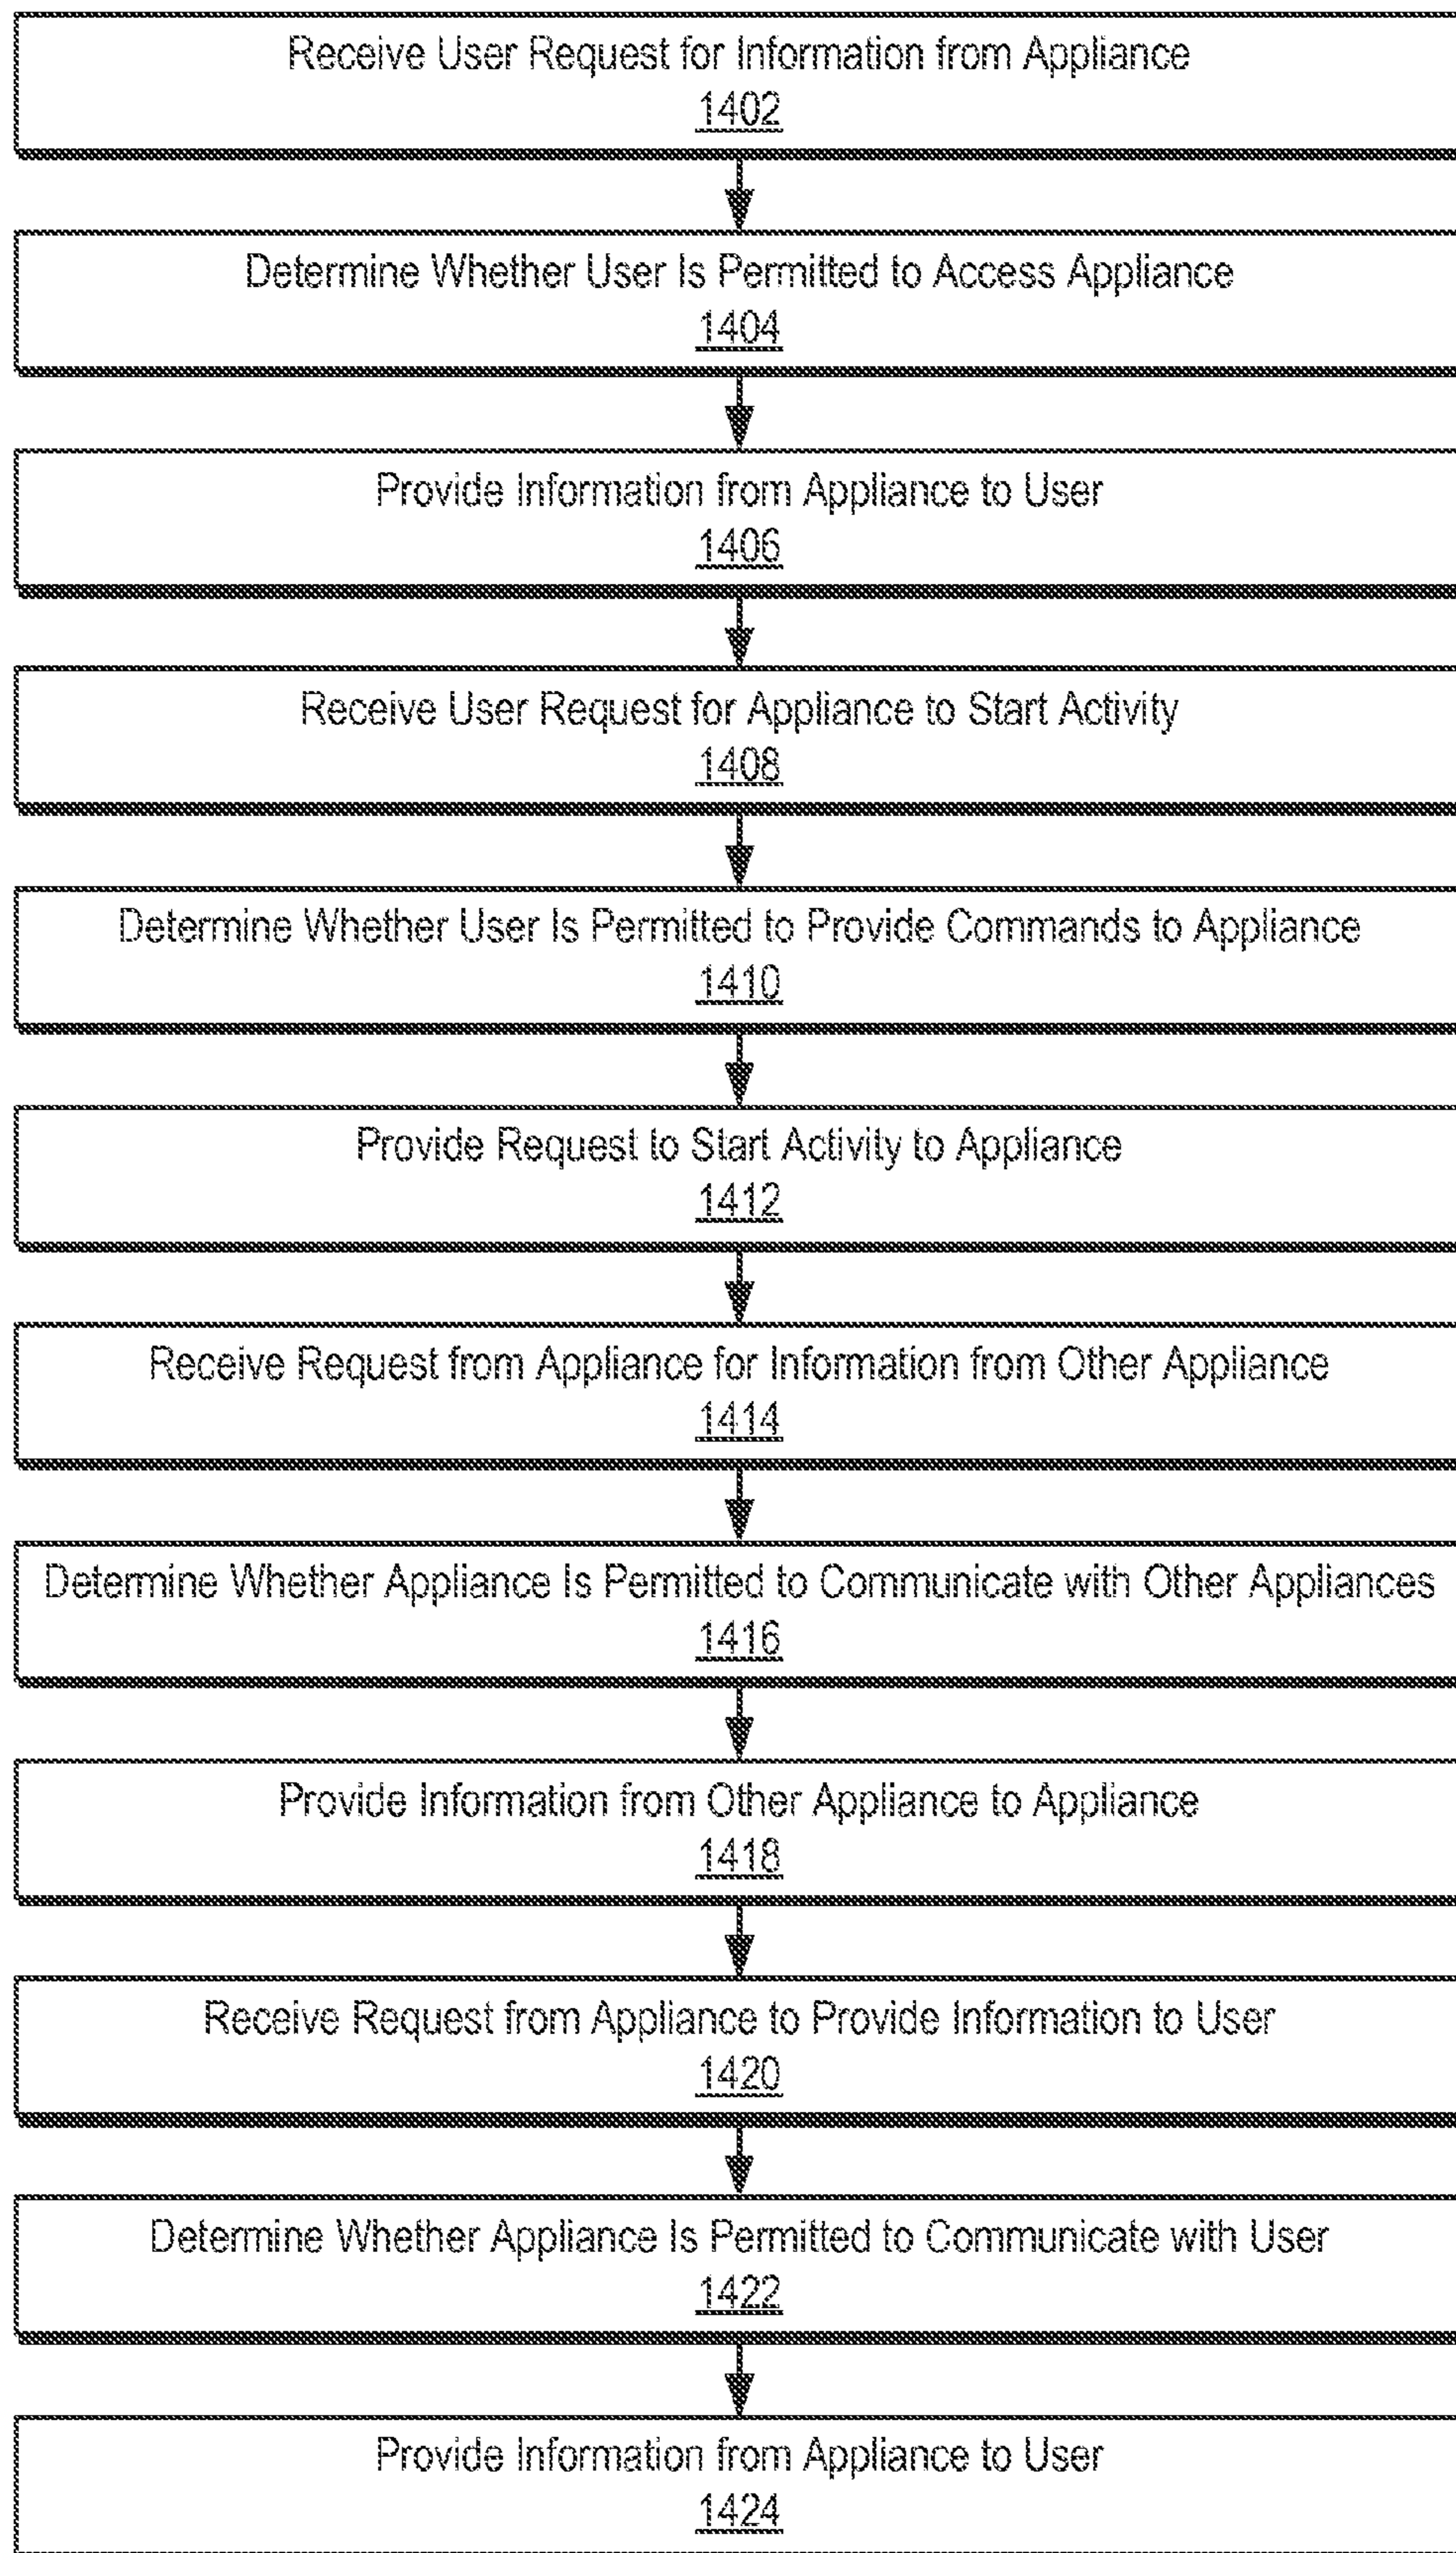 Receive User Request for Information from Appliance
1402
Determine Whether User Is Permitted to Access Appliance
1404
Provide Information from Appliance to User
1406
Receive User Request for Appliance to Start Activity
1408
Determine Whether User Is Permitted to Provide Commands to Appliance
1410
Provide Request to Start Activity to Appliance
1412
Receive Request from Appliance for Information from Other Appliance
1414
Determine Whether Appliance Is Permitted to Communicate with Other Appliances
1416
Provide Information from Other Appliance to Appliance
1418
Receive Request from Appliance to Provide Information to User
1420
Determine Whether Appliance Is Permitted to Communicate with User
1422
Provide Information from Appliance to User
1424